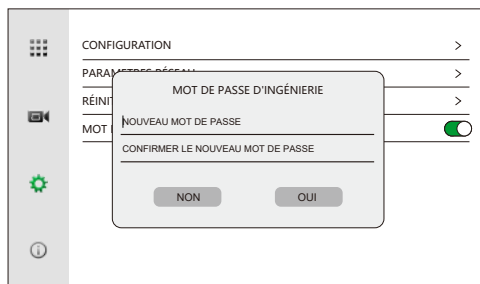 CONFIGURATION
PARAMETRES RÉSEAU
RÉINIT
MOT
MOT DE PASSE D'INGÉNIERIE
NOUVEAU MOT DE PASSE
CONFIRMER LE NOUVEAU MOT DE PASSE
NON OUI